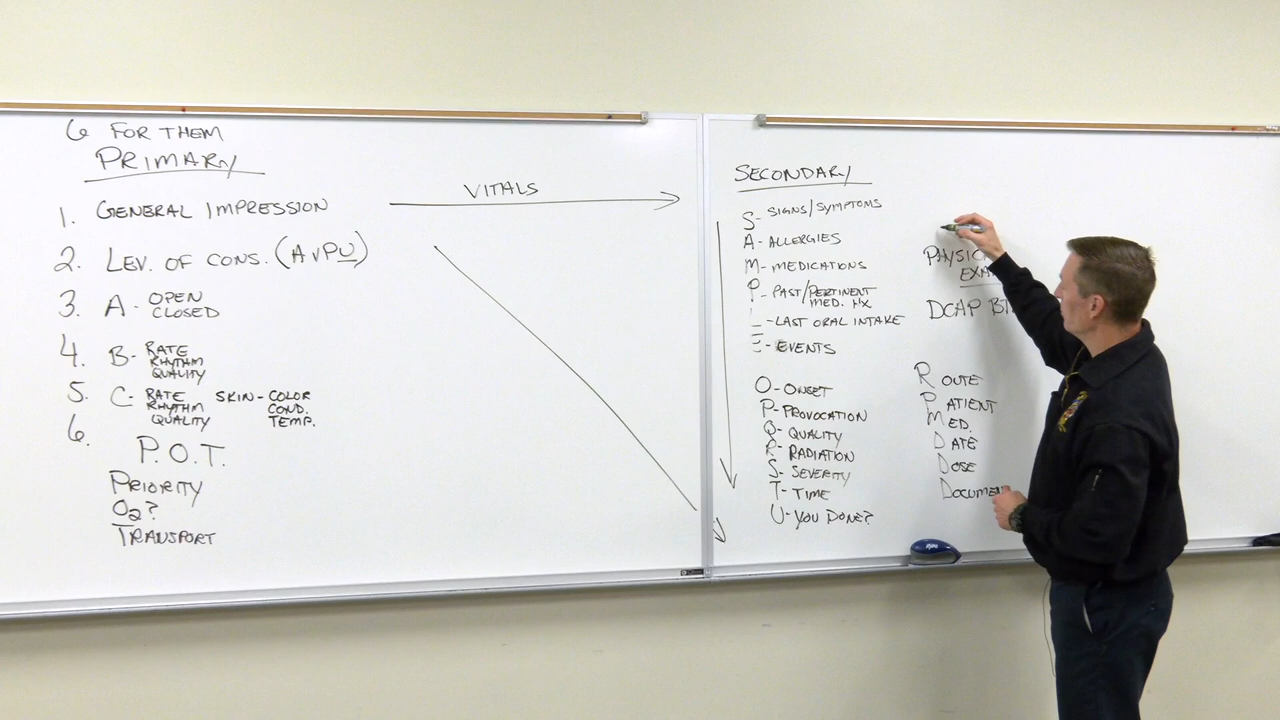 6 FOR THEM
PRIMARY
1. GENERAL IMPRESSION
2. LEV. OF CONS. (AVPU)
3. A - OPEN
CLOSED
4. B - RATE
RHYTHM
QUALITY
5. C - RATE SKIN - COLOR
RHYTHM COND.
QUALITY TEMP.
6.
P.O.T.
PRIORITY
O2?
TRANSPORT
VITALS
SECONDARY
S - SIGNS/SYMPTOMS
A - ALLERGIES
M - MEDICATIONS
P - PAST/PERTINENT
MED. HX
L - LAST ORAL INTAKE
E - EVENTS
O - ONSET
P - PROVOCATION
Q - QUALITY
R - RADIATION
S - SEVERITY
T - TIME
U - YOU DONE?
DCAP
ROUTE
PATIENT
MED.
DATE
DOSE